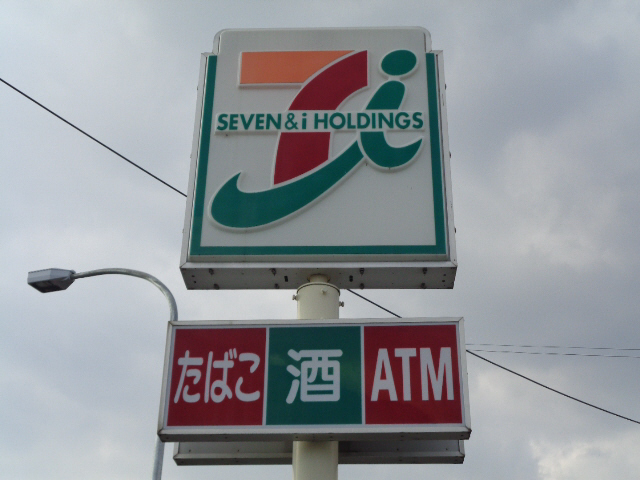 SEVEN & i HOLDINGS
たばこ 酒 ATM